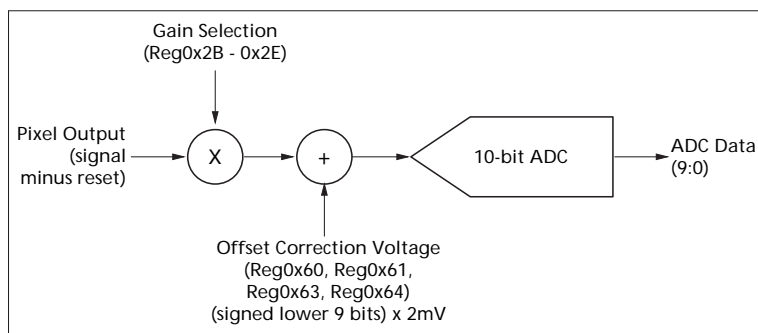 Gain Selection
(Reg0x2B - 0x2E)
Pixel Output
(signal
minus reset)
X
+
10-bit ADC
ADC Data
(9:0)
Offset Correction Voltage
(Reg0x60, Reg0x61,
Reg0x63, Reg0x64)
(signed lower 9 bits) x 2mV